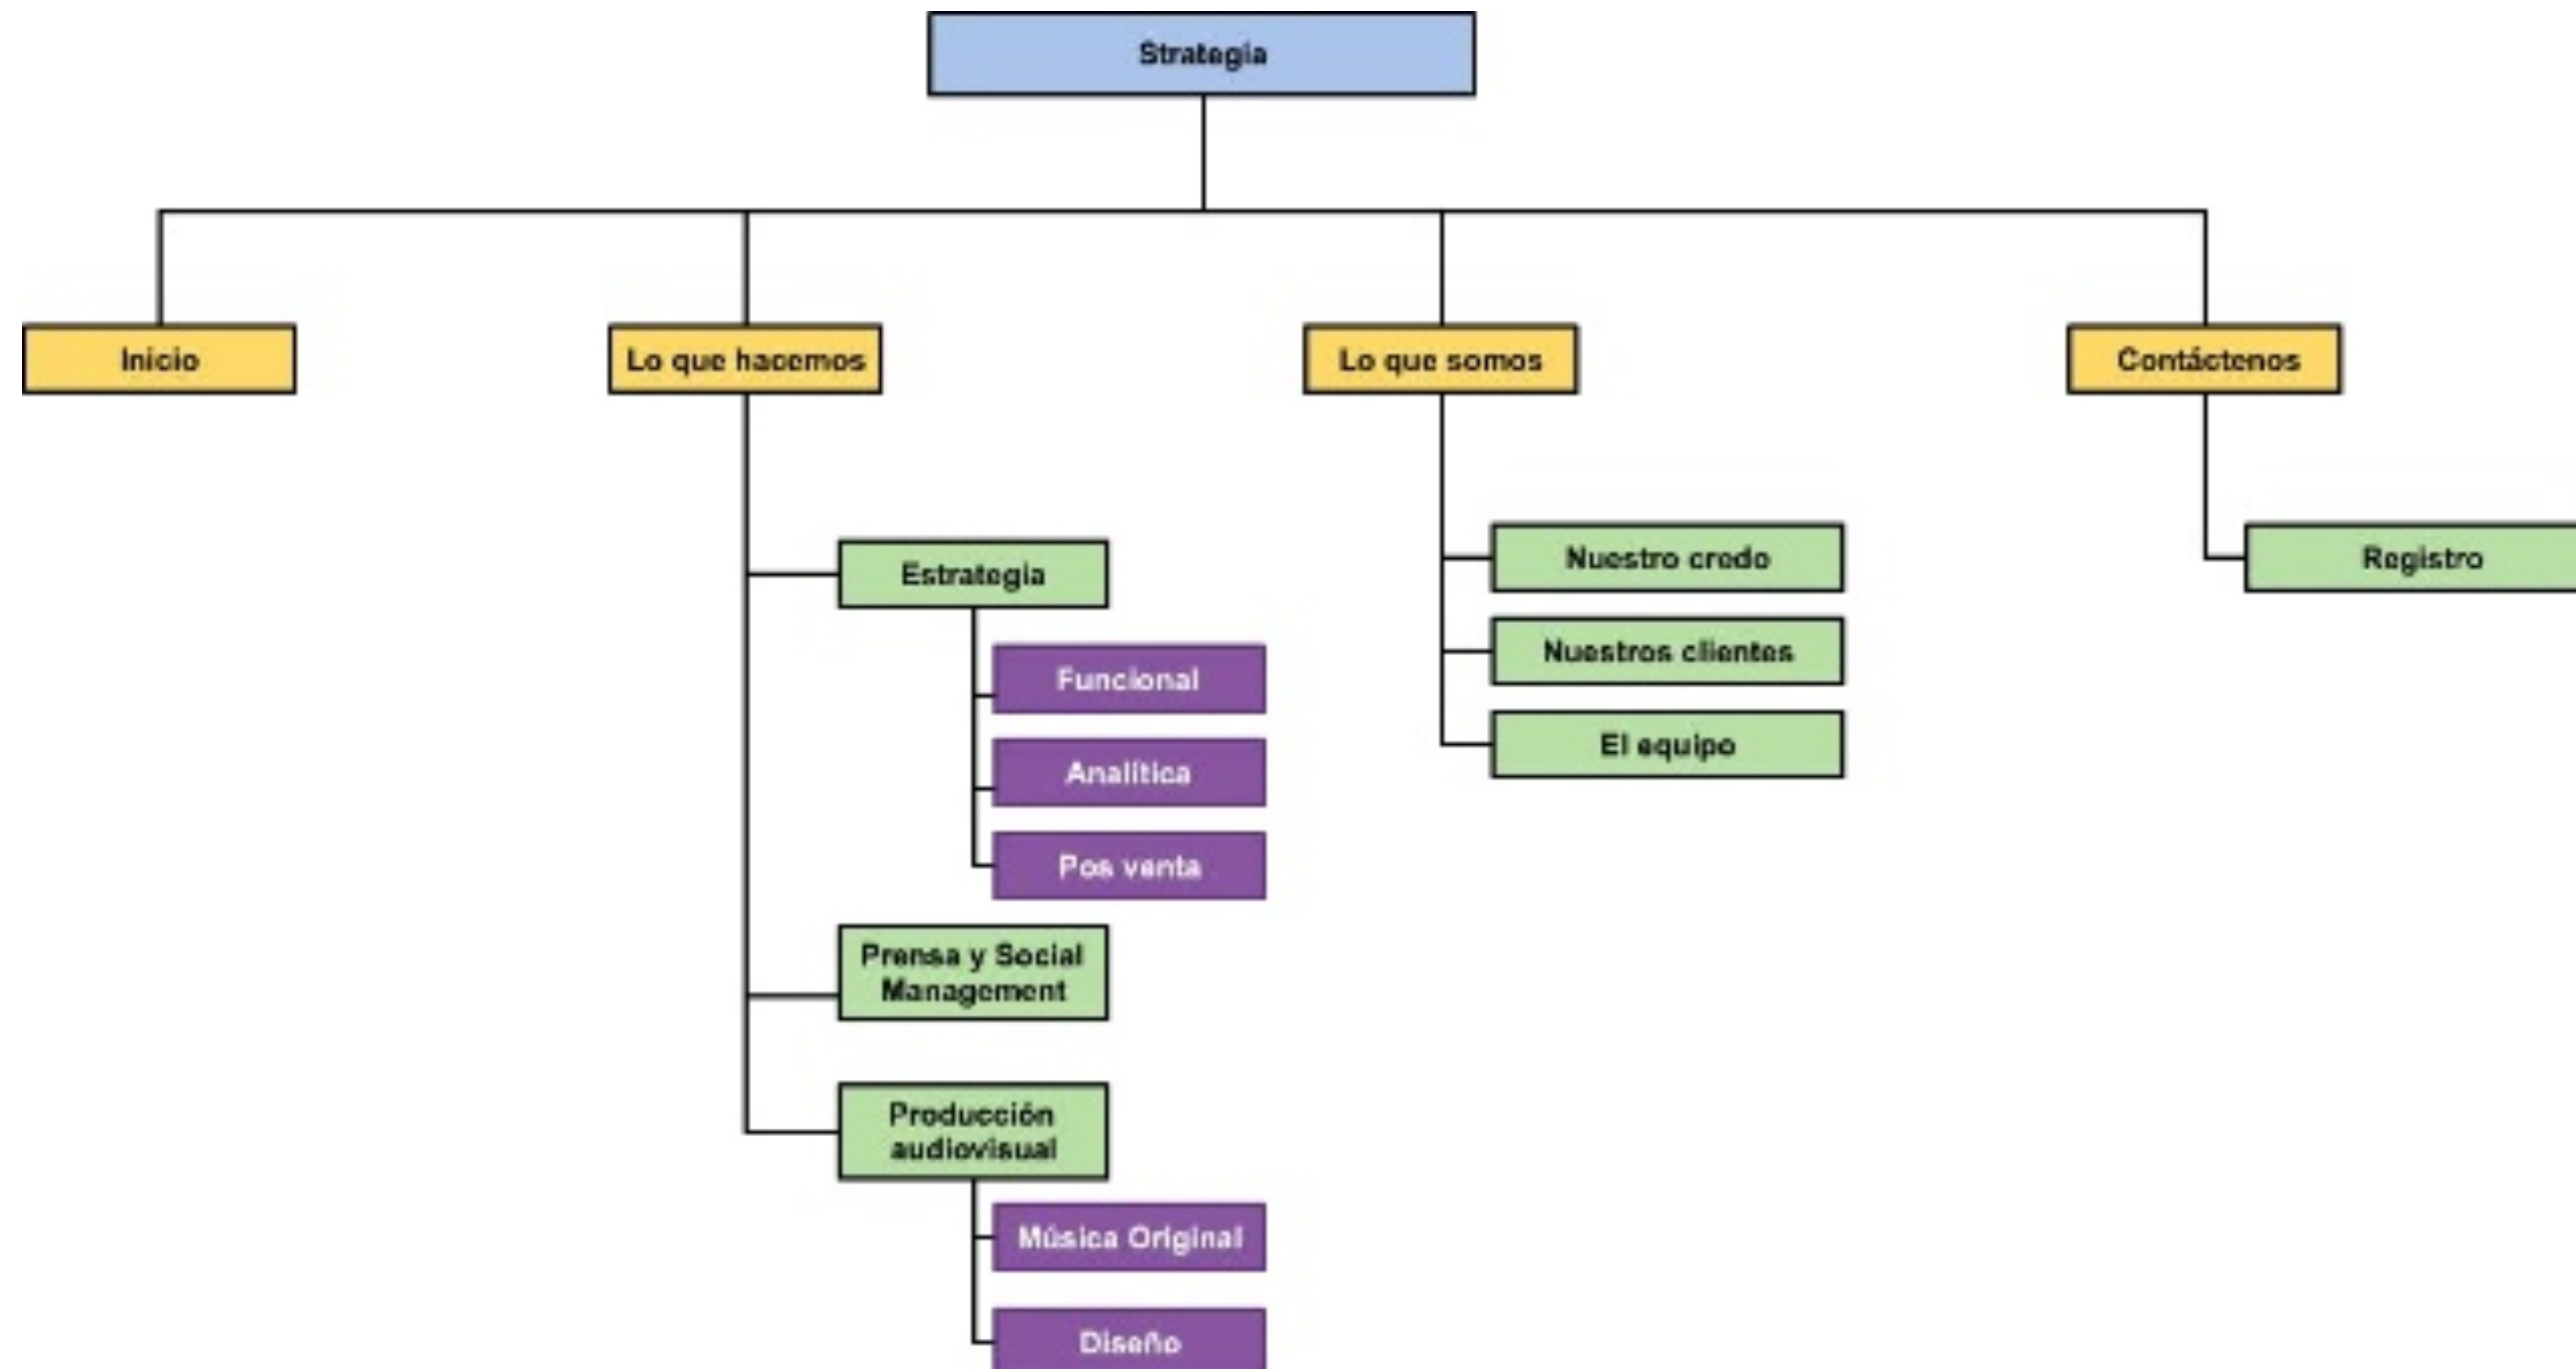 Strategia
Inicio
Lo que hacemos
Lo que somos
Contáctenos
Estrategia
Funcional
Analítica
Pos venta
Prensa y Social
Management
Producción
audiovisual
Música Original
Diseño
Nuestro credo
Nuestros clientes
El equipo
Registro